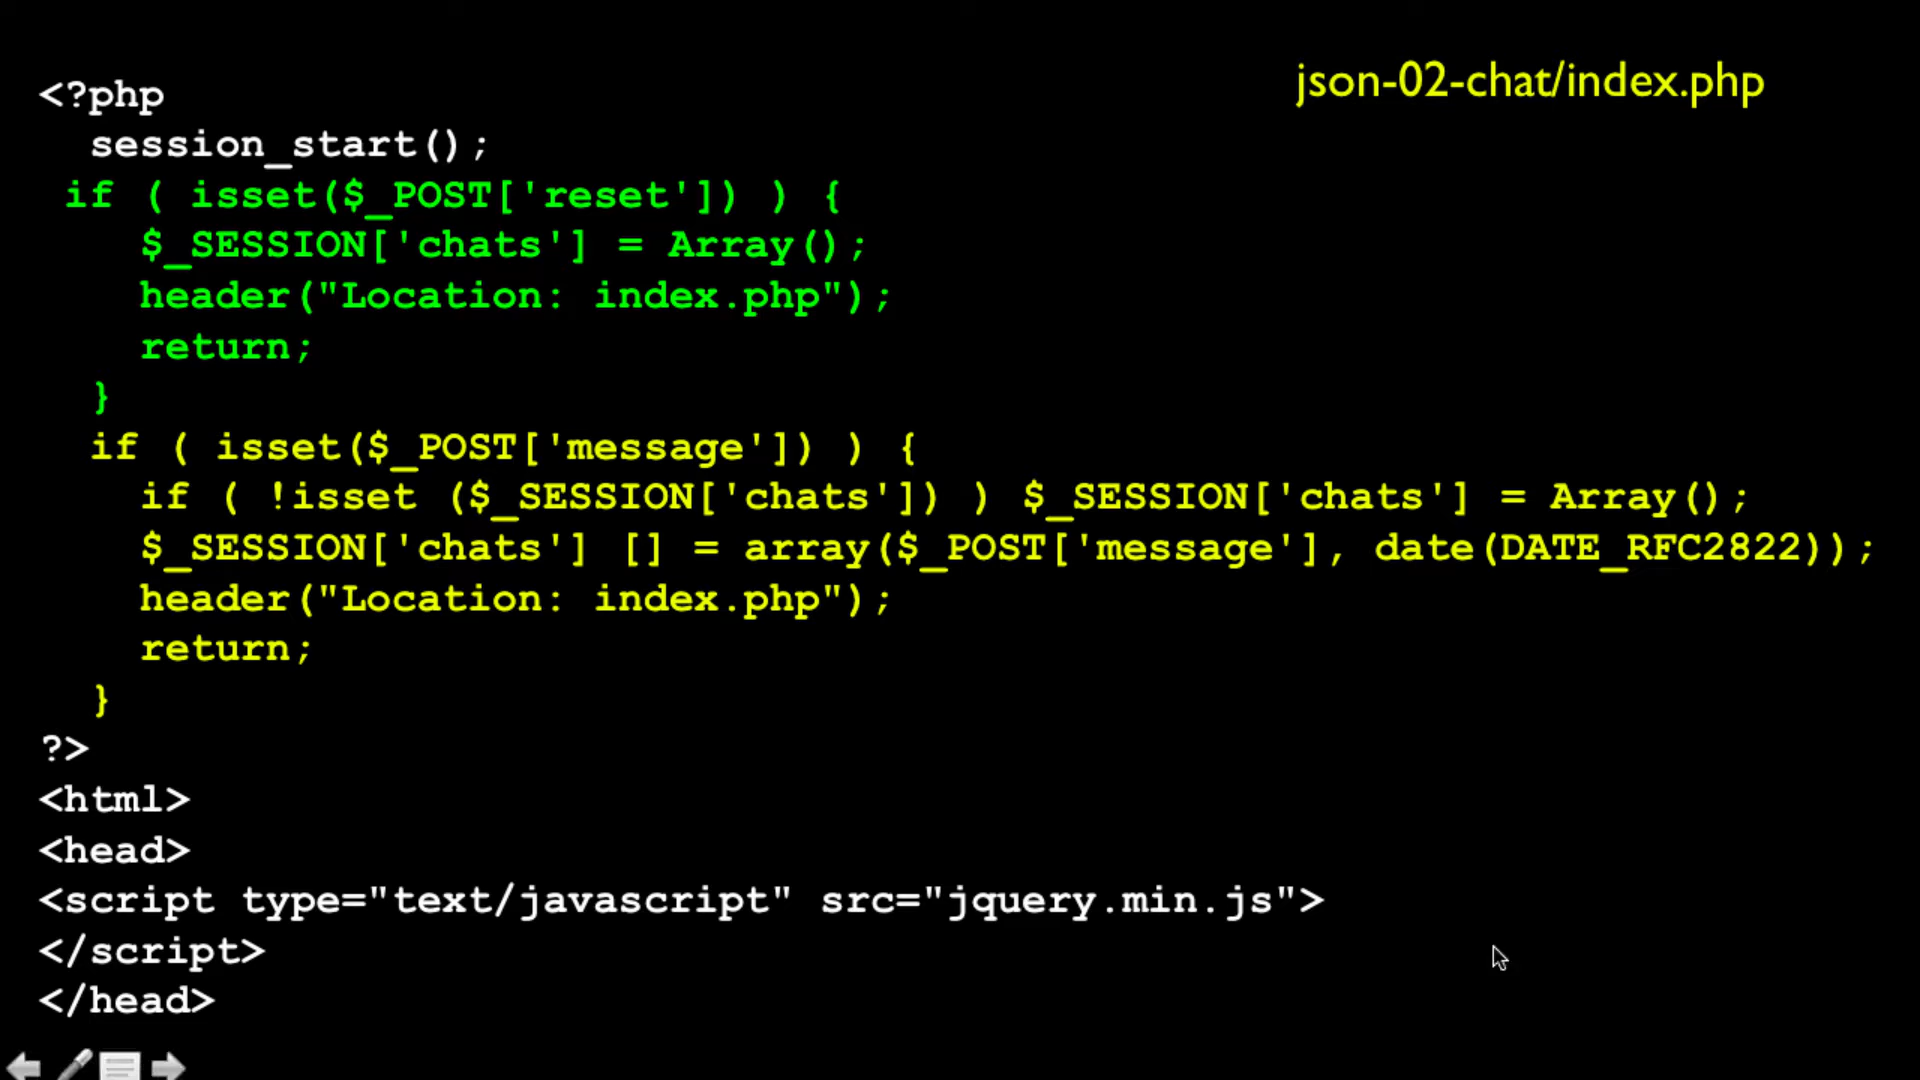 json-02-chat/index.php
<?php
session_start();
if ( isset($_POST['reset']) ) {
$_SESSION['chats'] = Array();
header("Location: index.php");
return;
}
if ( isset($_POST['message']) ) {
if ( !isset ($_SESSION['chats']) ) $_SESSION['chats'] = Array();
$_SESSION['chats'] [] = array($_POST['message'], date(DATE_RFC2822));
header("Location: index.php");
return;
}
?>
<html>
<head>
<script type="text/javascript" src="jquery.min.js">
</script>
</head>